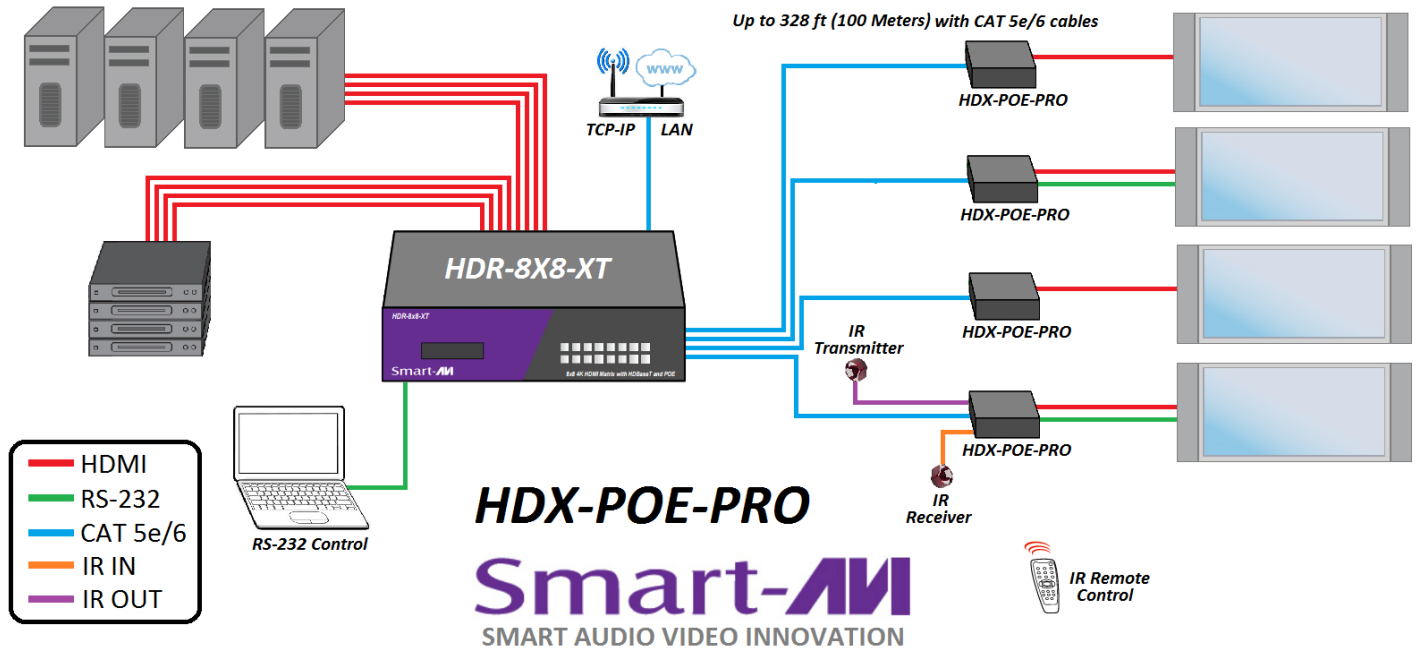 Up to 328 ft (100 Meters) with CAT 5e/6 cables
www
TCP-IP LAN
HDX-POE-PRO
HDX-POE-PRO
HDX-POE-PRO
HDX-POE-PRO
HDR-8X8-XT
HDR-8x8-XT
Smart-AVI
8x8 4K HDMI Matrix with HDBaseT and POE
IR
Transmitter
IR
Receiver
HDMI
RS-232
CAT 5e/6
IR IN
IR OUT
RS-232 Control
HDX-POE-PRO
Smart-AVI
SMART AUDIO VIDEO INNOVATION
IR Remote
Control